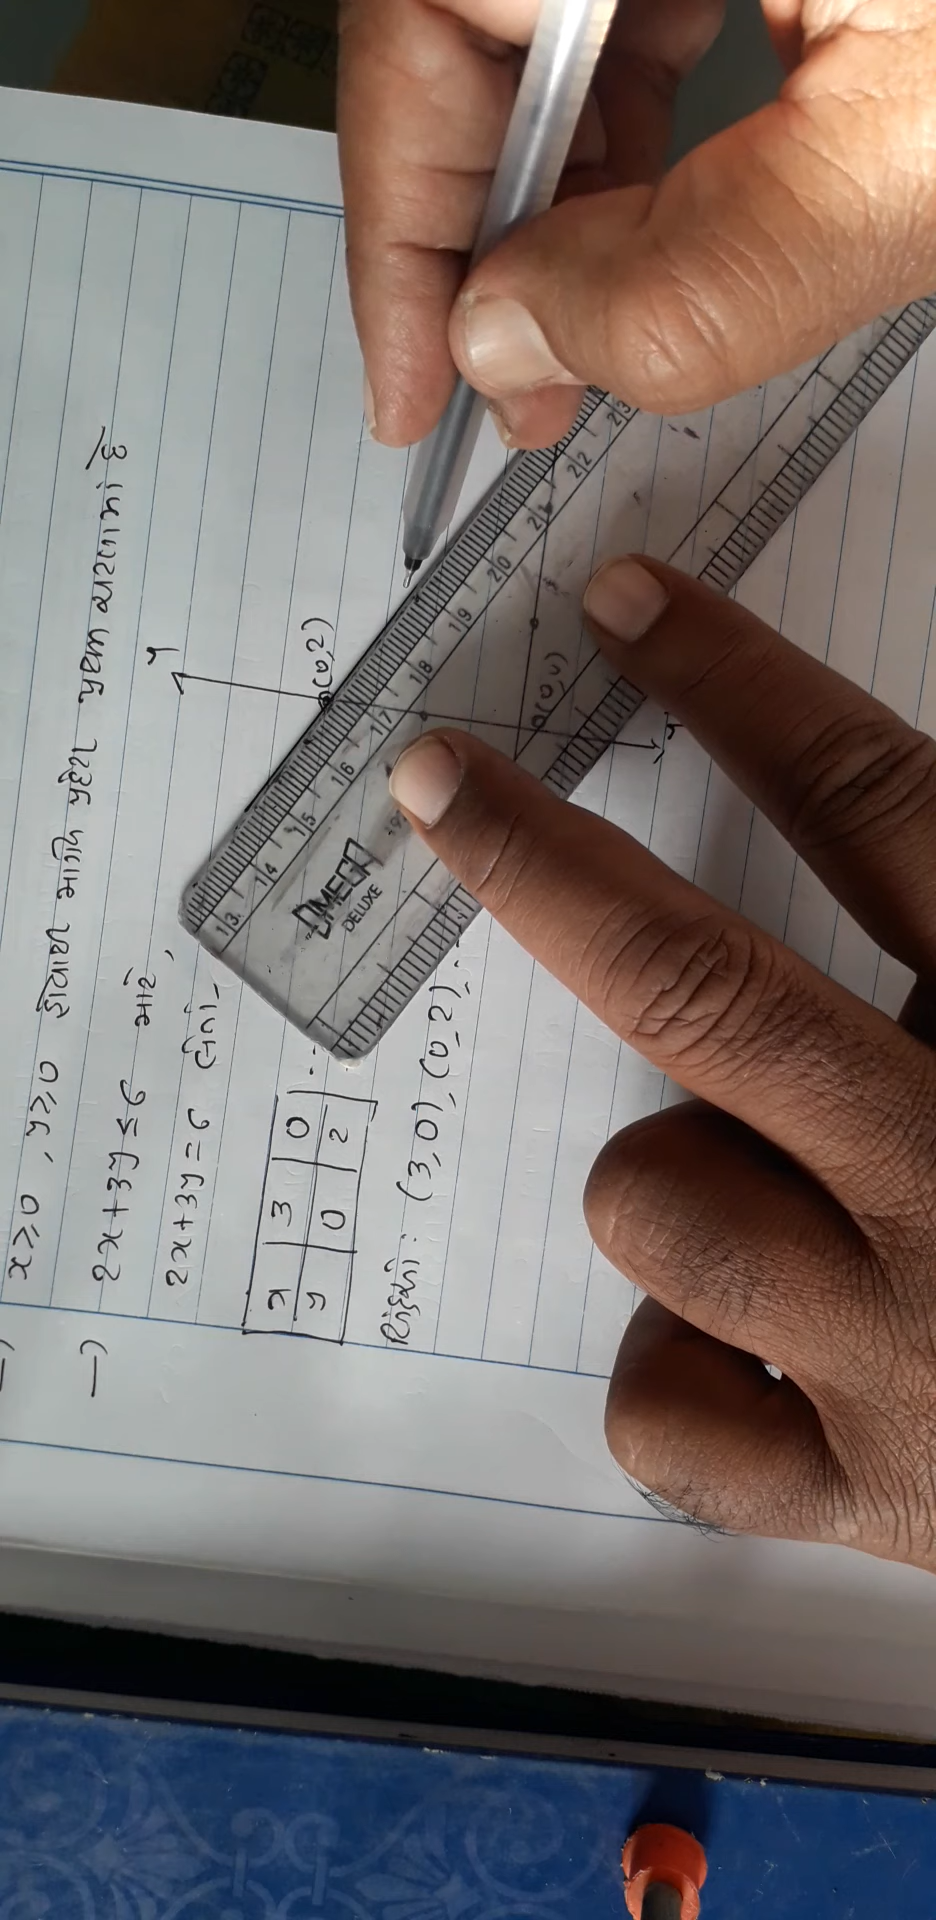 x ≥ 0 , y ≥ 0 હોવાથી માગેલ પ્રદેશ પ્રથમ ચરણમાં છે
→ 2x + 3y ≤ 6 માટે,
2x + 3y = 6 લેતાં,
x | 3 | 0
y | 0 | 2
બિંદુઓ : (3, 0), (0, 2)
y
(0,2)
(0,0)
13 14 15 16 17 18 19 20 21 22 23
OMEGA
DELUXE